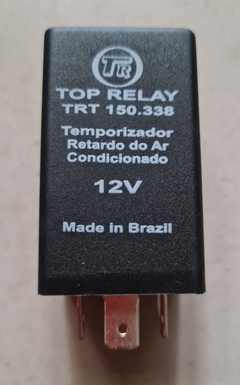 TR
TOP RELAY
TRT 150.338
Temporizador
Retardo do Ar
Condicionado
12V
Made in Brazil